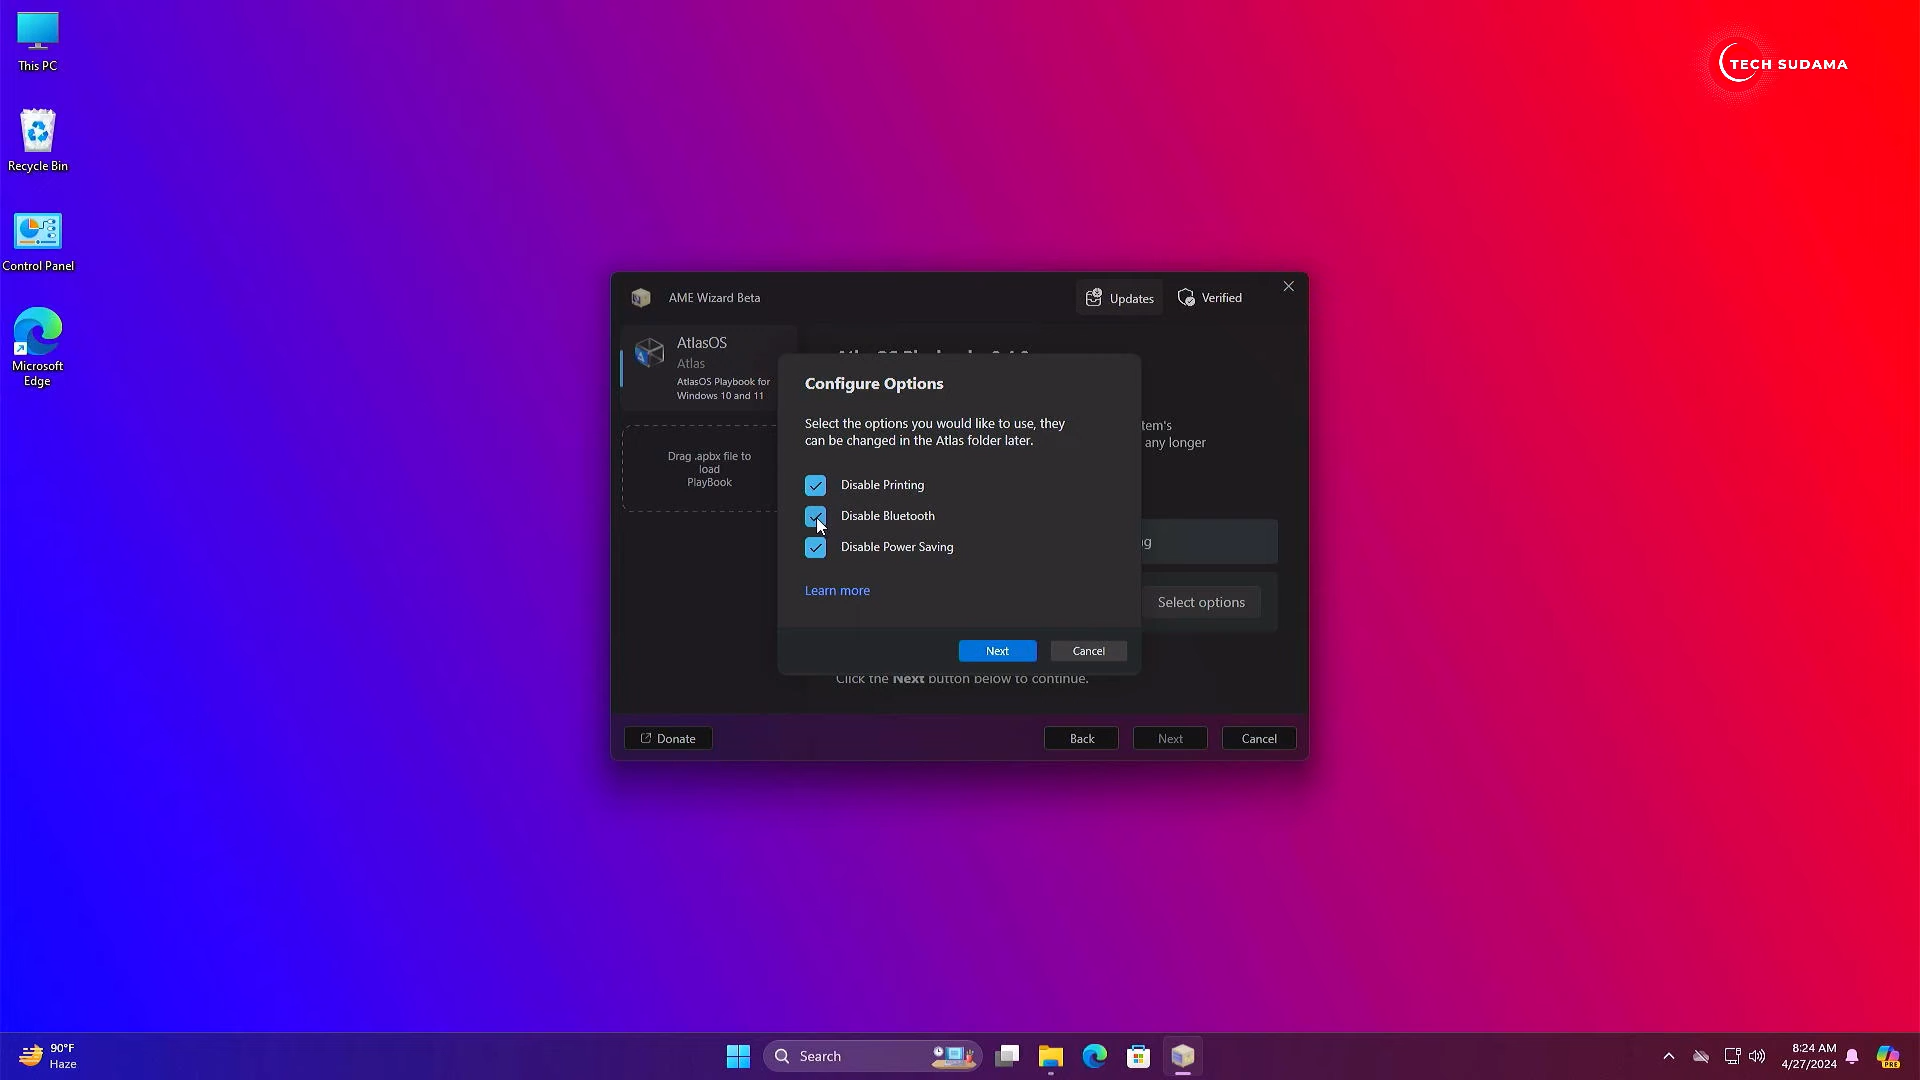 This PC
Recycle Bin
Control Panel
Microsoft
Edge
TECH SUDAMA
AME Wizard Beta
Updates
Verified
AtlasOS
Atlas
AtlasOS Playbook for
Windows 10 and 11
Drag .apbx file to
load
PlayBook
Configure Options
Select the options you would like to use, they
can be changed in the Atlas folder later.
Disable Printing
Disable Bluetooth
Disable Power Saving
Learn more
Next
Cancel
tem's
any longer
g
Select options
Click the Next button below to continue.
Donate
Back
Next
Cancel
90°F
Haze
Search
8:24 AM
4/27/2024
PRE